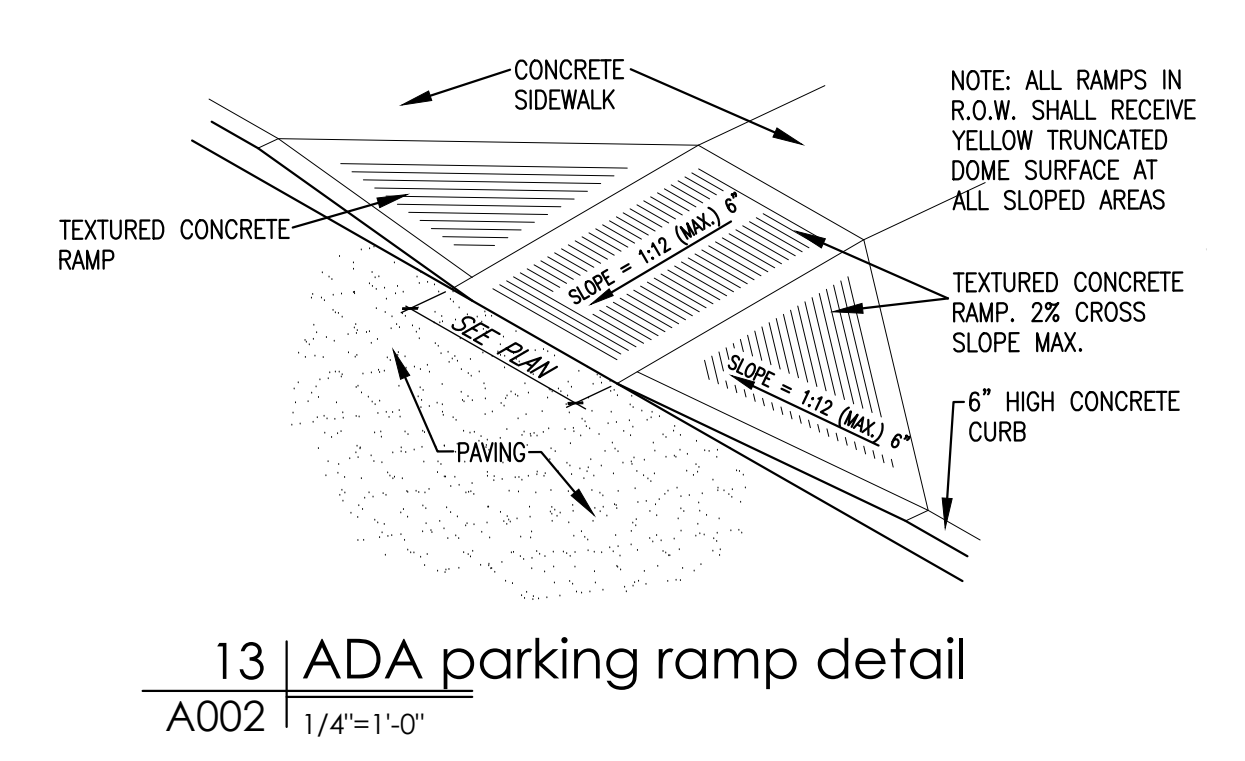 CONCRETE
SIDEWALK
NOTE: ALL RAMPS IN
R.O.W. SHALL RECEIVE
YELLOW TRUNCATED
DOME SURFACE AT
ALL SLOPED AREAS
TEXTURED CONCRETE
RAMP
SLOPE = 1:12 (MAX.) 6"
TEXTURED CONCRETE
RAMP. 2% CROSS
SLOPE MAX.
SEE PLAN
SLOPE = 1:12 (MAX.) 6"
6" HIGH CONCRETE
CURB
PAVING
13 ADA parking ramp detail
A002 1/4"=1'-0"